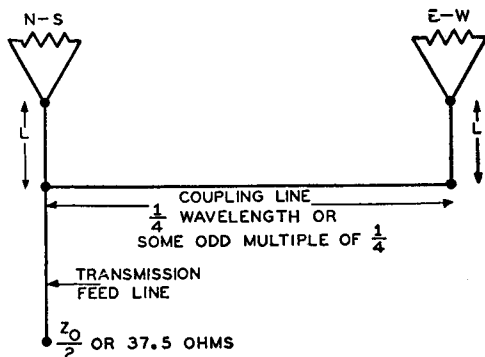 N-S
E-W
L
L
COUPLING LINE
1/4 WAVELENGTH OR
SOME ODD MULTIPLE OF 1/4
TRANSMISSION
FEED LINE
Z₀/2 OR 37.5 OHMS